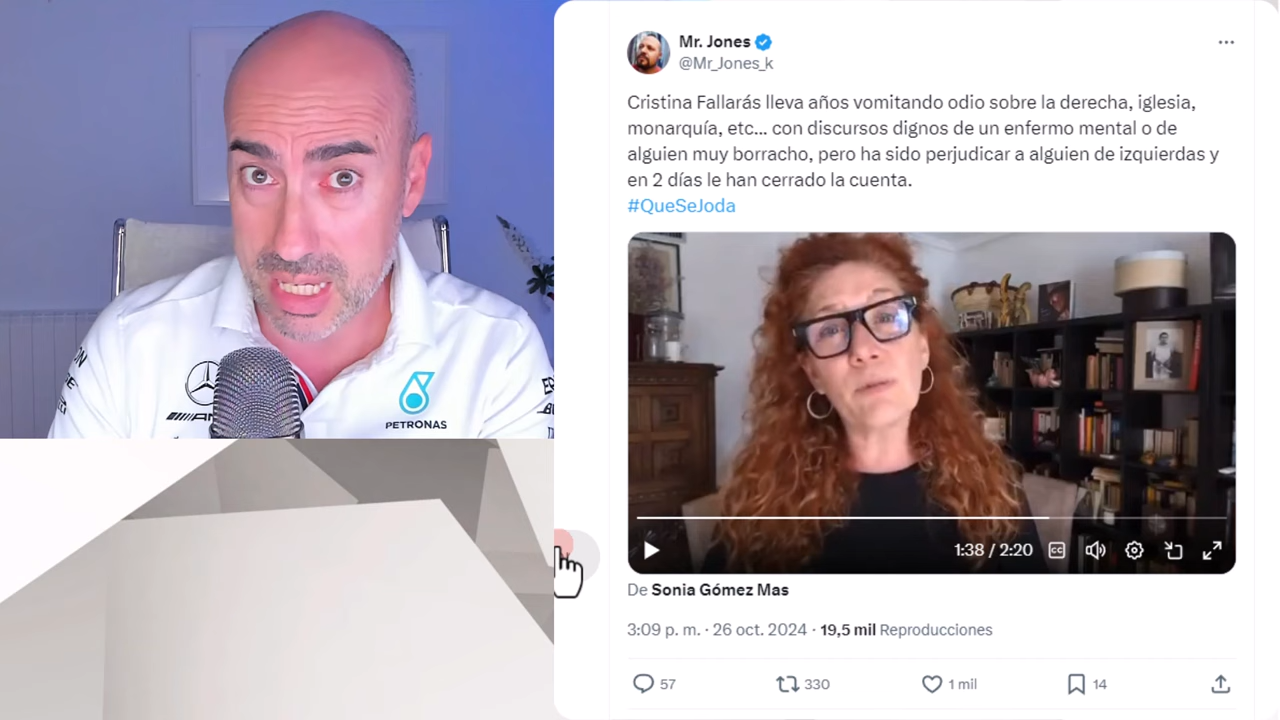 Mr. Jones
@Mr_Jones_k
Cristina Fallarás lleva años vomitando odio sobre la derecha, iglesia,
monarquía, etc... con discursos dignos de un enfermo mental o de
alguien muy borracho, pero ha sido perjudicar a alguien de izquierdas y
en 2 días le han cerrado la cuenta.
#QueSeJoda
1:38 / 2:20
CC
De Sonia Gómez Mas
3:09 p. m. · 26 oct. 2024 · 19,5 mil Reproducciones
57 330 1 mil 14
PETRONAS